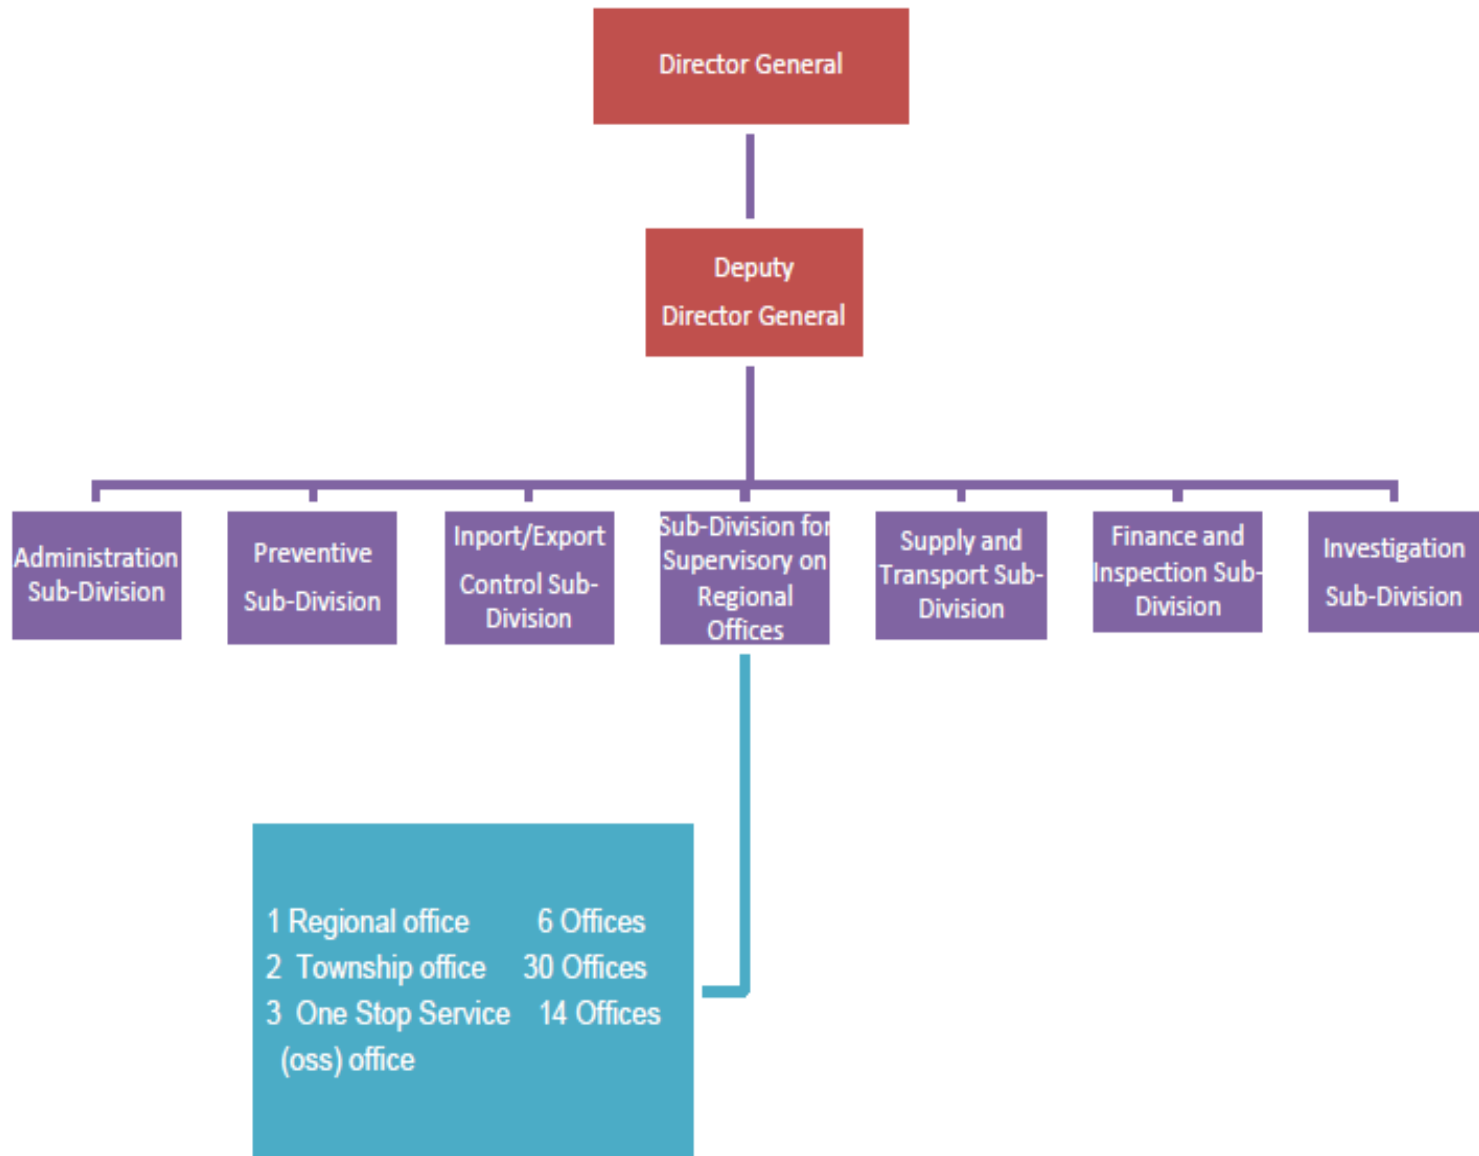 Director General
Deputy
Director General
Administration
Sub-Division
Preventive
Sub-Division
Inport/Export
Control Sub-
Division
Sub-Division for
Supervisory on
Regional
Offices
Supply and
Transport Sub-
Division
Finance and
Inspection Sub-
Division
Investigation
Sub-Division
1 Regional office 6 Offices
2 Township office 30 Offices
3 One Stop Service 14 Offices
(oss) office